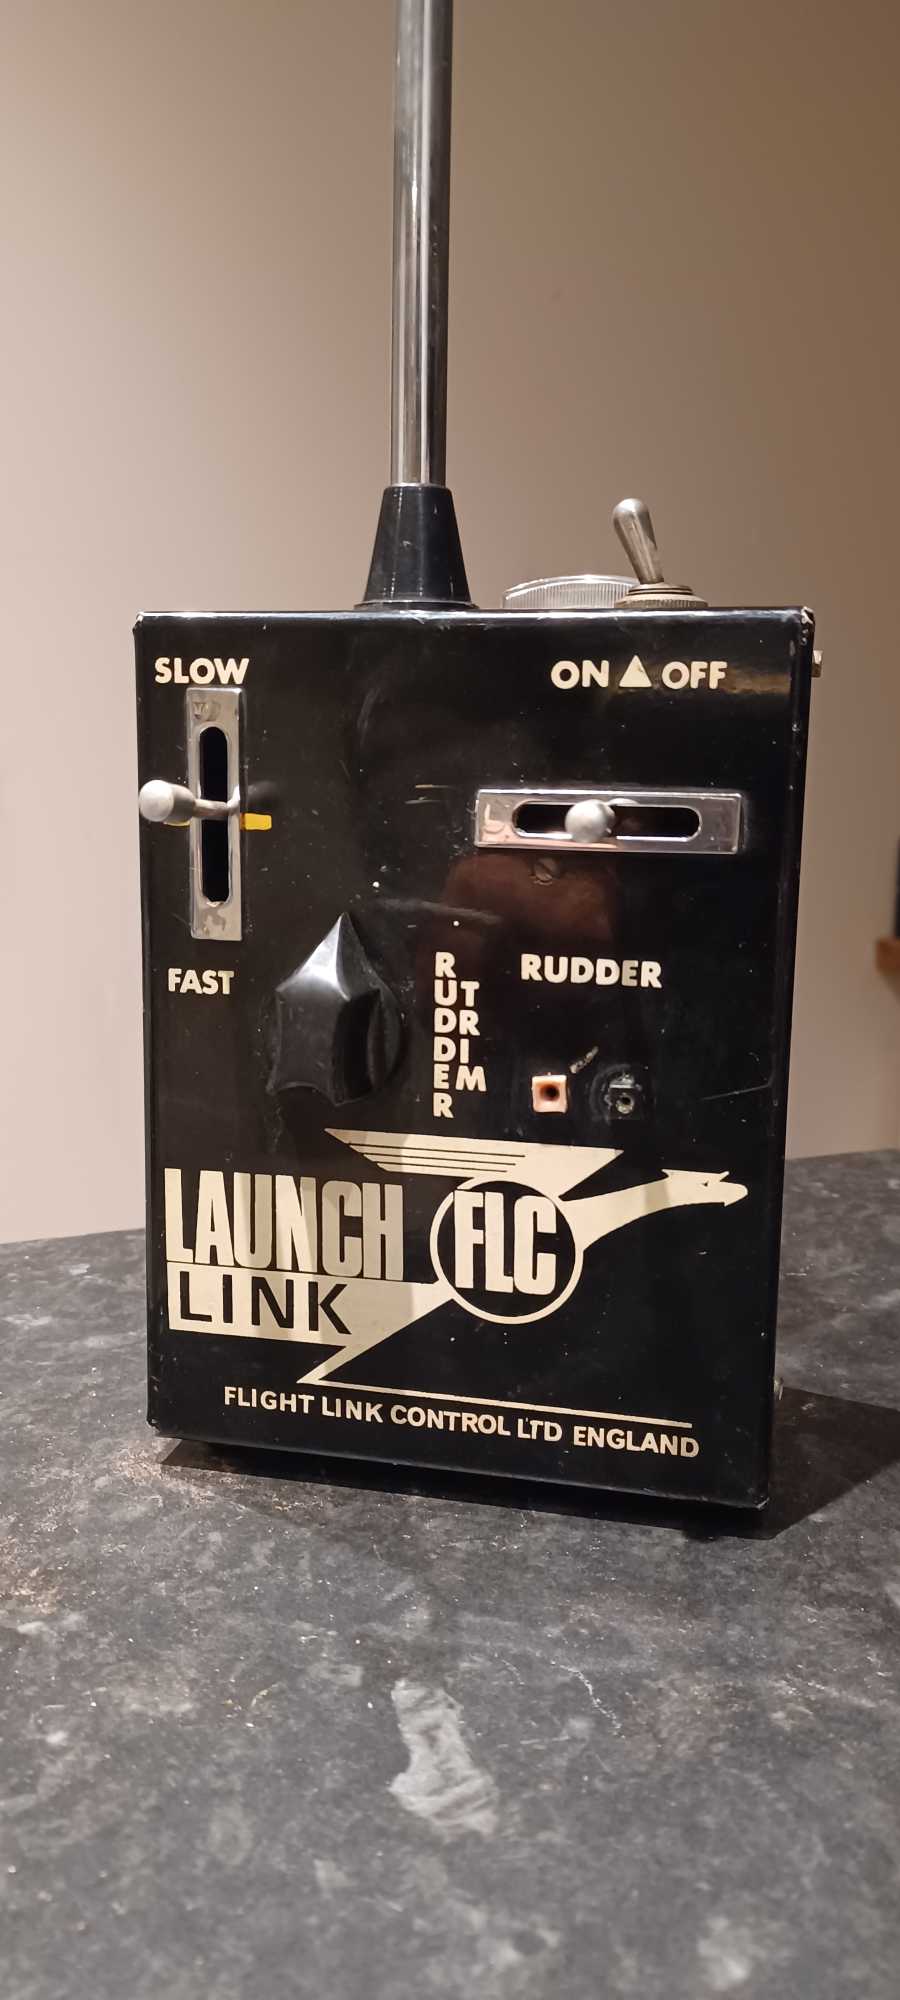 SLOW
ON OFF
FAST
RUDDER
TRIM
RUDDER
LAUNCH
LINK
FLC
FLIGHT LINK CONTROL LTD ENGLAND